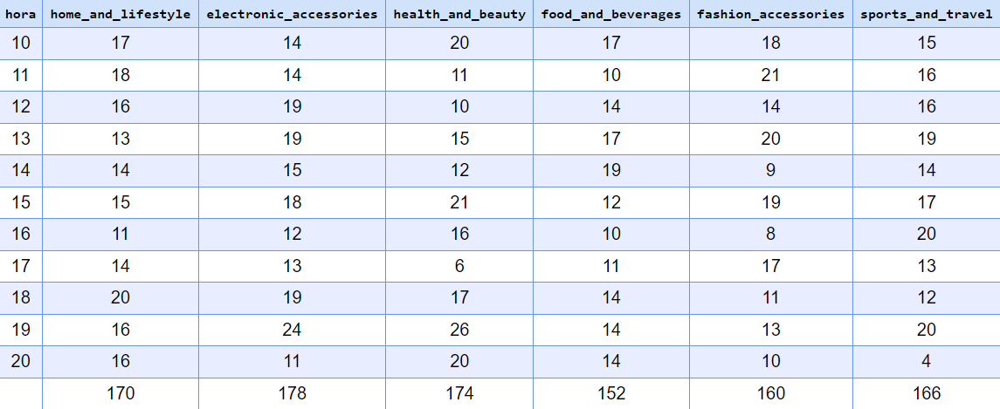 hora home_and_lifestyle electronic_accessories health_and_beauty food_and_beverages fashion_accessories sports_and_travel
10 17 14 20 17 18 15
11 18 14 11 10 21 16
12 16 19 10 14 14 16
13 13 19 15 17 20 19
14 14 15 12 19 9 14
15 15 18 21 12 19 17
16 11 12 16 10 8 20
17 14 13 6 11 17 13
18 20 19 17 14 11 12
19 16 24 26 14 13 20
20 16 11 20 14 10 4
170 178 174 152 160 166